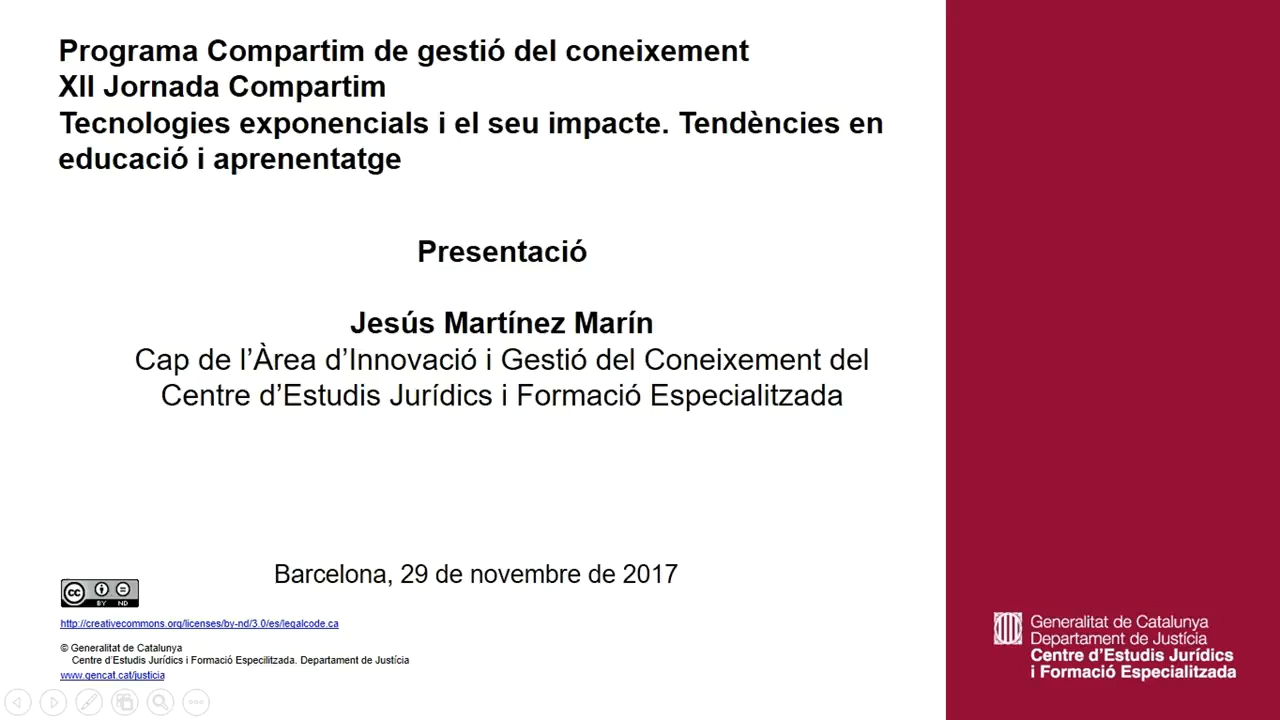 Programa Compartim de gestió del coneixement
XII Jornada Compartim
Tecnologies exponencials i el seu impacte. Tendències en
educació i aprenentatge
Presentació
Jesús Martínez Marín
Cap de l’Àrea d’Innovació i Gestió del Coneixement del
Centre d’Estudis Jurídics i Formació Especialitzada
Barcelona, 29 de novembre de 2017
cc BY ND
http://creativecommons.org/licenses/by-nd/3.0/es/legalcode.ca
© Generalitat de Catalunya
Centre d’Estudis Jurídics i Formació Especilitzada. Departament de Justícia
www.gencat.cat/justicia
Generalitat de Catalunya
Departament de Justícia
Centre d’Estudis Jurídics
i Formació Especialitzada